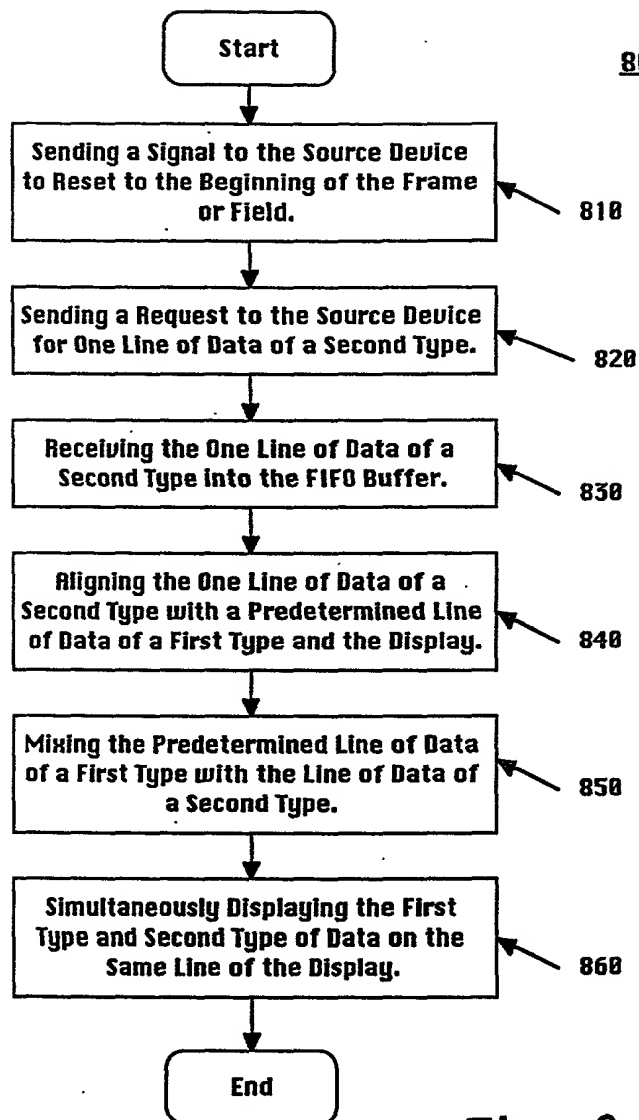 Start
Sending a Signal to the Source Device
to Reset to the Beginning of the Frame
or Field.
810
Sending a Request to the Source Device
for One Line of Data of a Second Type.
820
Receiving the One Line of Data of a
Second Type into the FIFO Buffer.
830
Aligning the One Line of Data of a
Second Type with a Predetermined Line
of Data of a First Type and the Display.
840
Mixing the Predetermined Line of Data
of a First Type with the Line of Data of
a Second Type.
850
Simultaneously Displaying the First
Type and Second Type of Data on the
Same Line of the Display.
860
End